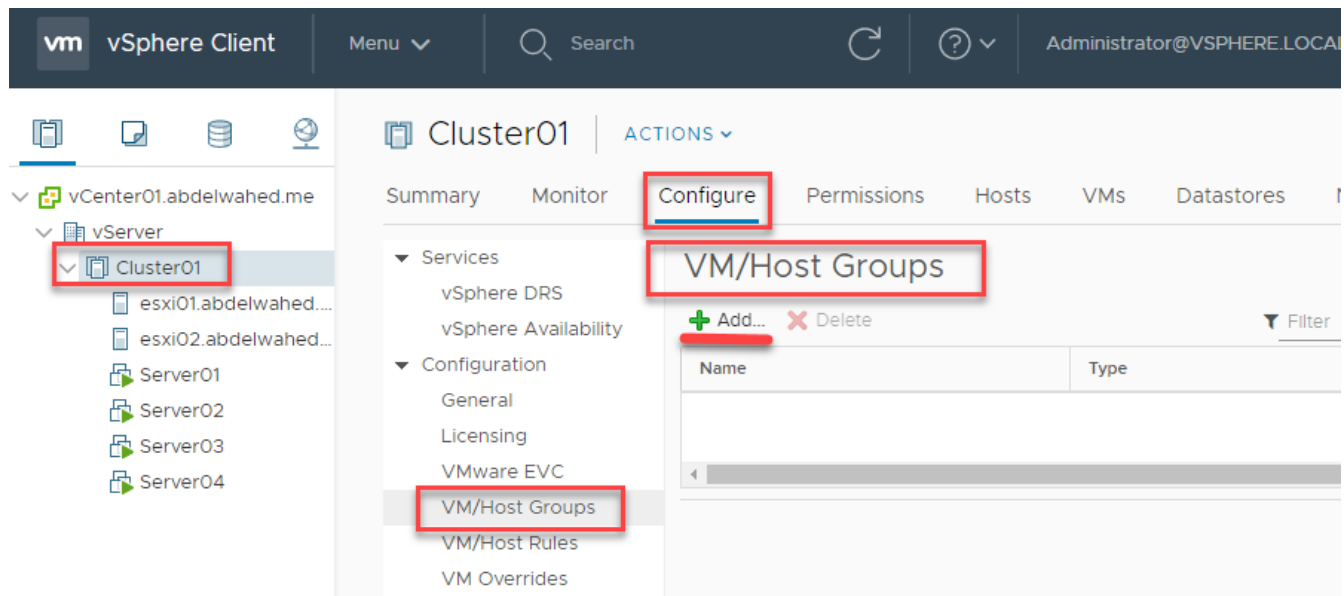 vm vSphere Client Menu Search Administrator@VSPHERE.LOCAL
Cluster01 ACTIONS
Summary Monitor Configure Permissions Hosts VMs Datastores
vCenter01.abdelwahed.me
vServer
Cluster01
esxi01.abdelwahed....
esxi02.abdelwahed...
Server01
Server02
Server03
Server04
Services
vSphere DRS
vSphere Availability
Configuration
General
Licensing
VMware EVC
VM/Host Groups
VM/Host Rules
VM Overrides
VM/Host Groups
Add... Delete Filter
Name Type